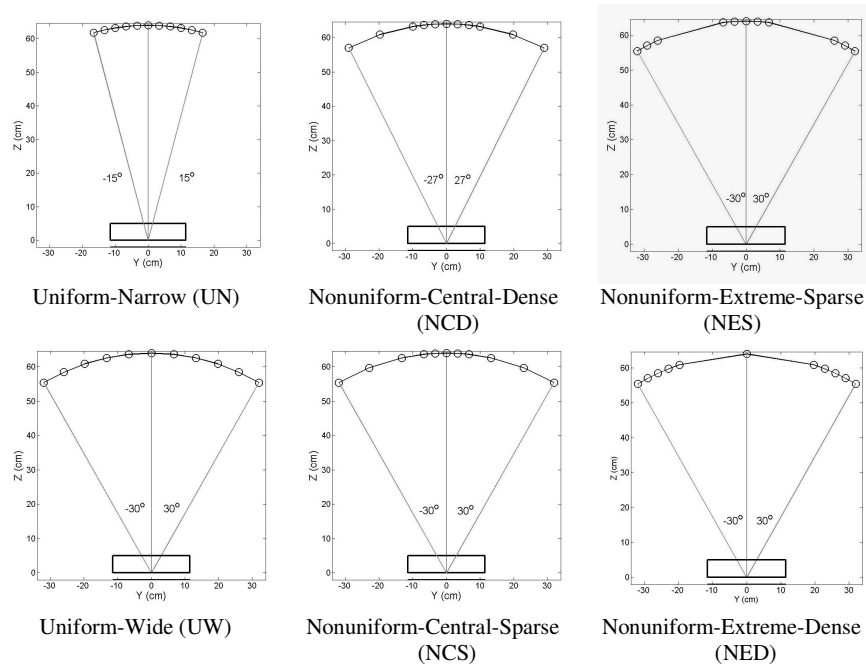 60
50
40
30
20
10
0
Z (cm)
-15° 15°
-30 -20 -10 0 10 20 30
Y (cm)
Uniform-Narrow (UN)
60
50
40
30
20
10
0
Z (cm)
-27° 27°
-30 -20 -10 0 10 20 30
Y (cm)
Nonuniform-Central-Dense
(NCD)
60
50
40
30
20
10
0
Z (cm)
-30° 30°
-30 -20 -10 0 10 20 30
Y (cm)
Nonuniform-Extreme-Sparse
(NES)
60
50
40
30
20
10
0
Z (cm)
-30° 30°
-30 -20 -10 0 10 20 30
Y (cm)
Uniform-Wide (UW)
60
50
40
30
20
10
0
Z (cm)
-30° 30°
-30 -20 -10 0 10 20 30
Y (cm)
Nonuniform-Central-Sparse
(NCS)
60
50
40
30
20
10
0
Z (cm)
-30° 30°
-30 -20 -10 0 10 20 30
Y (cm)
Nonuniform-Extreme-Dense
(NED)